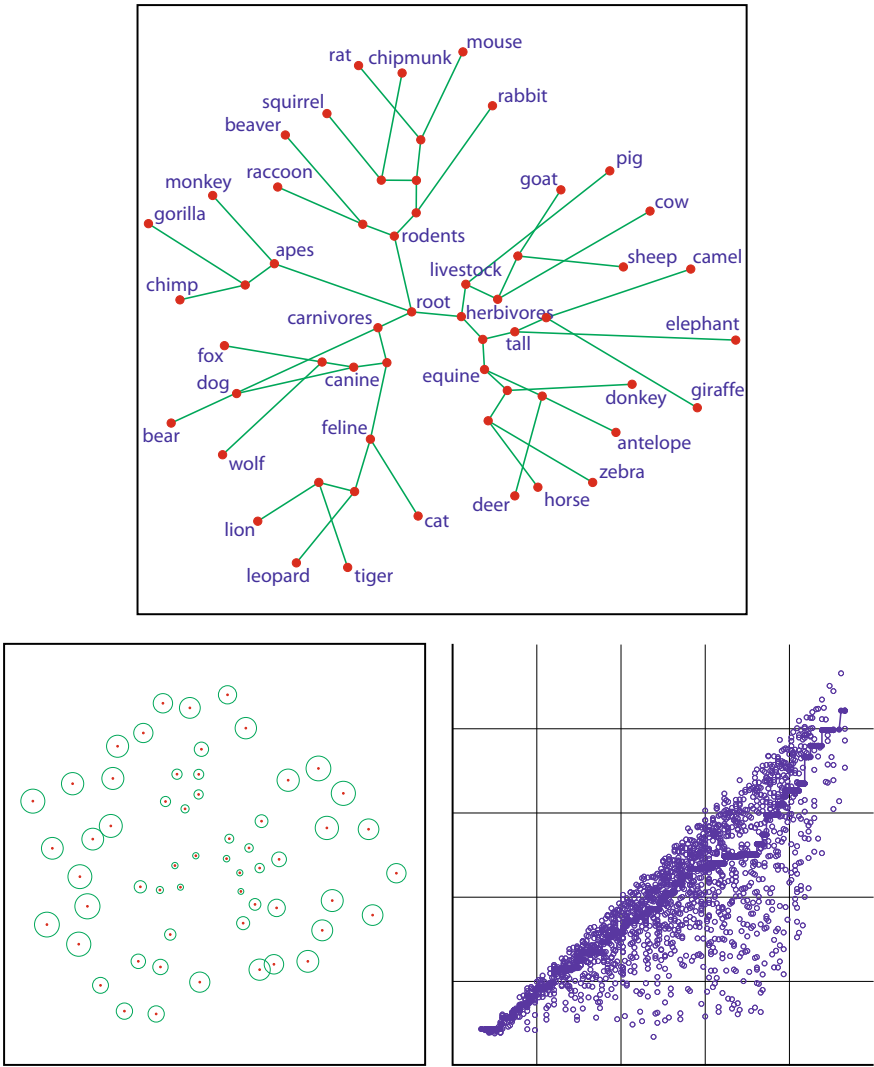 mouse
rat
chipmunk
rabbit
squirrel
beaver
pig
raccoon
goat
monkey
cow
gorilla
rodents
apes
sheep
camel
livestock
chimp
root
herbivores
carnivores
elephant
tall
fox
canine
equine
dog
giraffe
donkey
feline
bear
antelope
wolf
zebra
deer
horse
cat
lion
leopard
tiger